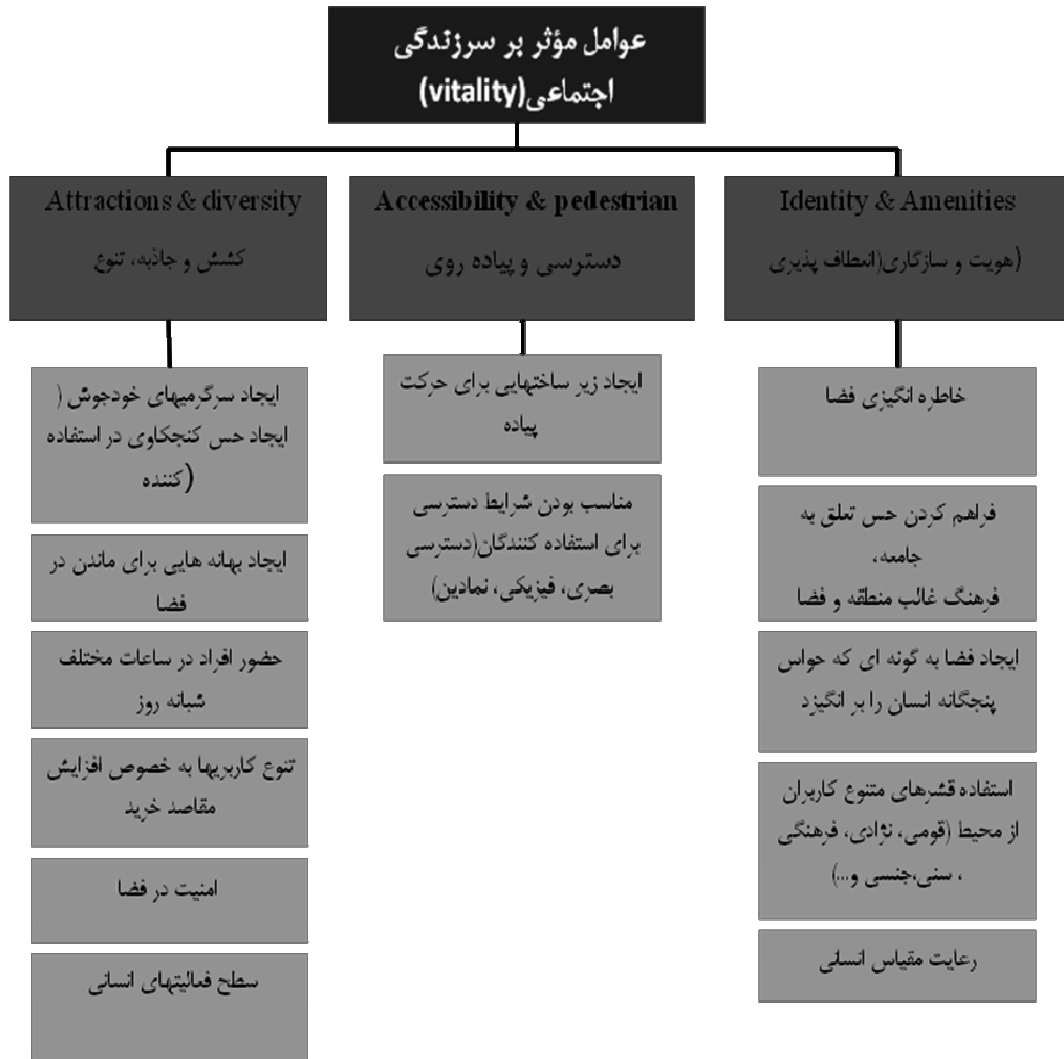 عوامل مؤثر بر سرزندگی
اجتماعی(vitality)
Identity & Amenities
هویت و سازگاری(انعطاف پذیری)
خاطره انگیزی فضا
فراهم کردن حس تعلق به
جامعه،
فرهنگ غالب منطقه و فضا
ایجاد فضا به گونه ای که حواس
پنجگانه انسان را بر انگیزد
استفاده قشرهای متنوع کاربران
از محیط (قومی، نژادی، فرهنگی
، سنی،جنسی و...)
رعایت مقیاس انسانی
Accessibility & pedestrian
دسترسی و پیاده روی
ایجاد زیر ساختهایی برای حرکت
پیاده
مناسب بودن شرایط دسترسی
برای استفاده کنندگان(دسترسی
بصری، فیزیکی، نمادین)
Attractions & diversity
کشش و جاذبه، تنوع
ایجاد سرگرمیهای خودجوش (
ایجاد حس کنجکاوی در استفاده
کننده)
ایجاد بهانه هایی برای ماندن در
فضا
حضور افراد در ساعات مختلف
شبانه روز
تنوع کاربریها به خصوص افزایش
مقاصد خرید
امنیت در فضا
سطح فعالیتهای انسانی